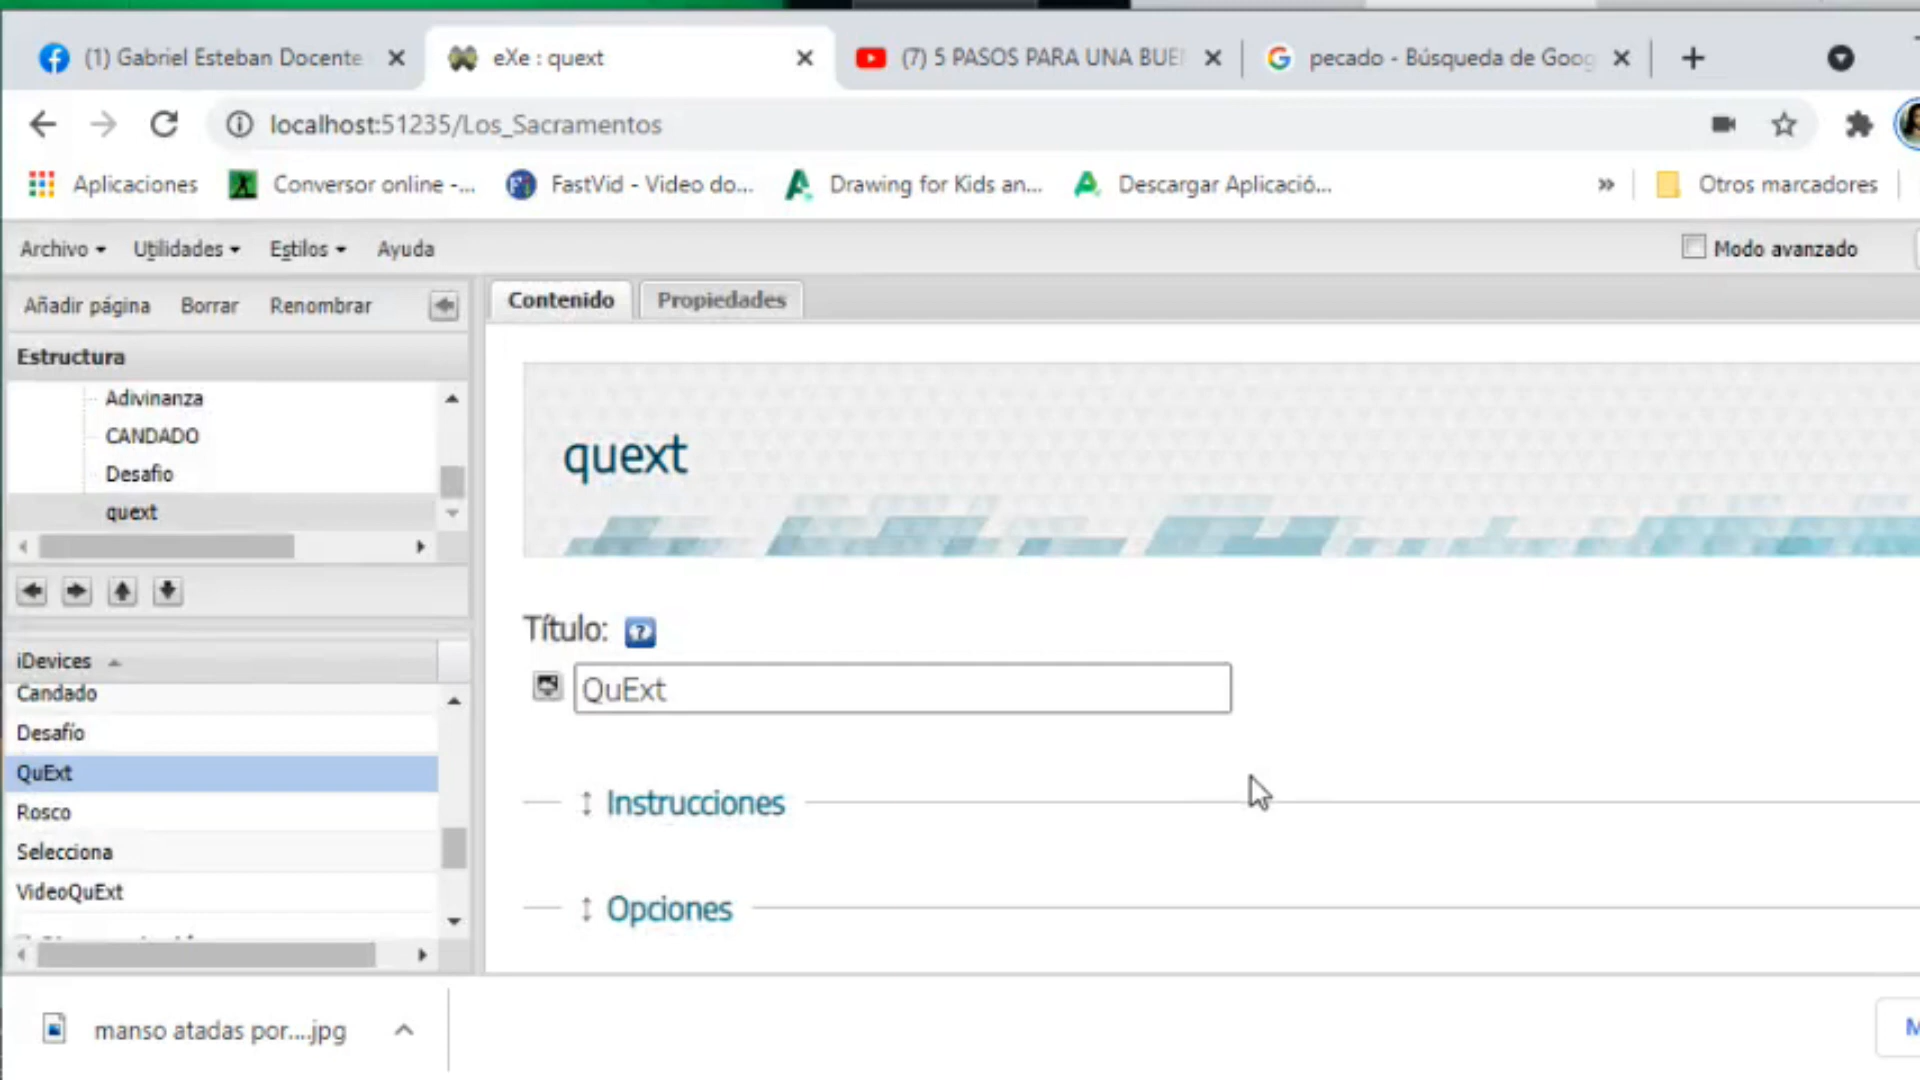 (1) Gabriel Esteban Docente
eXe : quext
(7) 5 PASOS PARA UNA BUE
pecado - Búsqueda de Goog
localhost:51235/Los_Sacramentos
Aplicaciones
Conversor online -...
FastVid - Video do...
Drawing for Kids an...
Descargar Aplicació...
»
Otros marcadores
Archivo
Utilidades
Estilos
Ayuda
Modo avanzado
Añadir página
Borrar
Renombrar
Contenido
Propiedades
Estructura
Adivinanza
CANDADO
Desafio
quext
quext
Título:
QuExt
iDevices
Candado
Desafío
QuExt
Rosco
Selecciona
VideoQuExt
Instrucciones
Opciones
manso atadas por....jpg
M